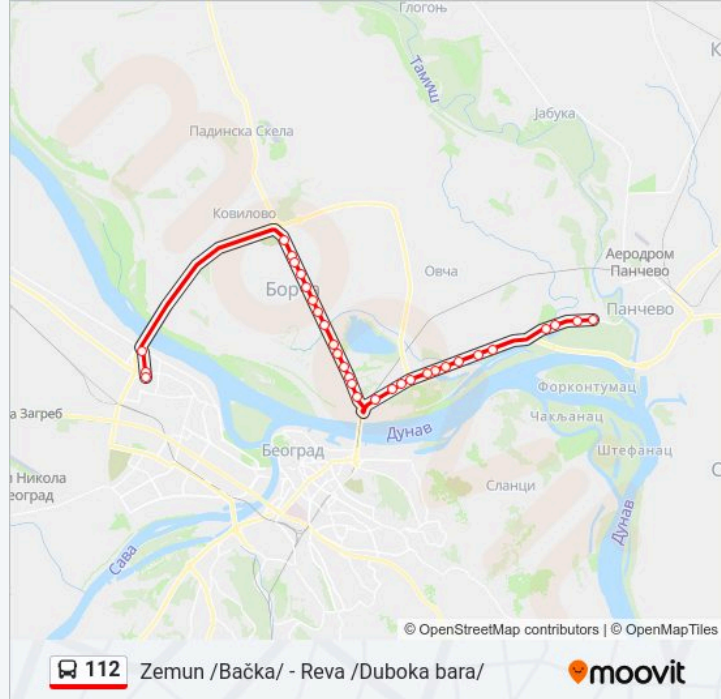 Глогоњ
Тамиш
Јабука
Падинска Скела
Ковилово
Аеродром
Панчево
Овча
Борча
Панчево
Форконтумац
а Загреб
Дунав
Чакљанац
Београд
Штефанац
и Никола
еоград
Сланци
Дунав
Сава
© OpenStreetMap contributors | © OpenMapTiles
112 Zemun /Bačka/ - Reva /Duboka bara/
moovit